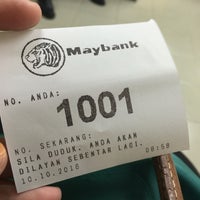 Maybank
NO. ANDA:
1001
NO. SEKARANG:
SILA DUDUK. ANDA AKAN
DILAYAN SEBENTAR LAGI.
10.10.2016 08:58